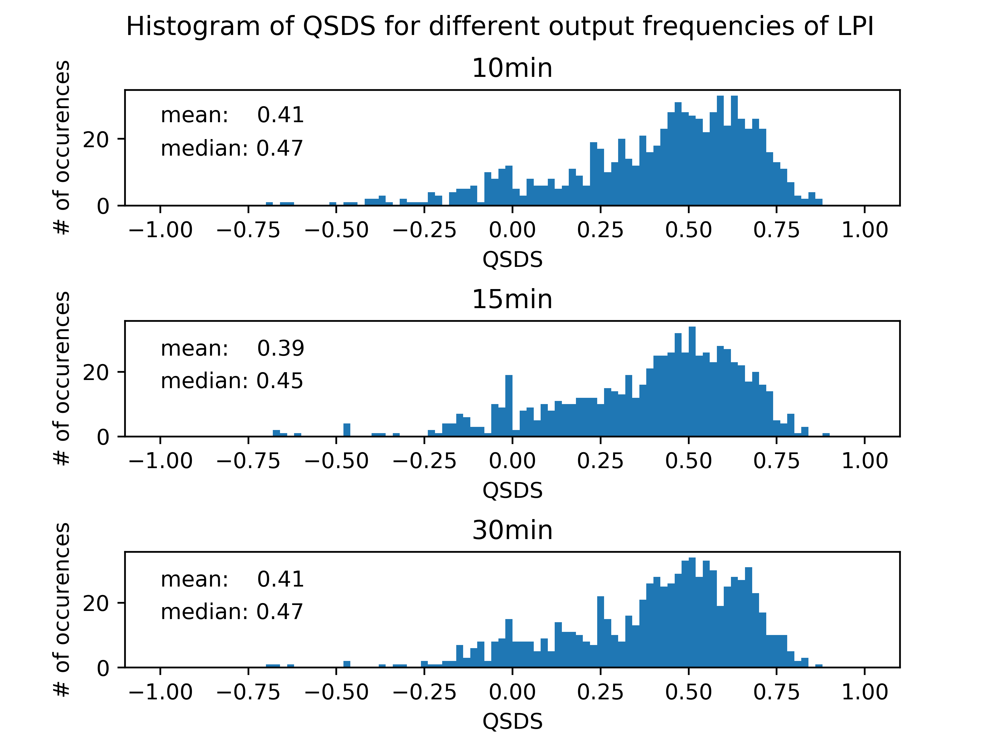 Histogram of QSDS for different output frequencies of LPI
10min
# of occurences
mean: 0.41
median: 0.47
20
0
−1.00 −0.75 −0.50 −0.25 0.00 0.25 0.50 0.75 1.00
QSDS
15min
# of occurences
mean: 0.39
median: 0.45
20
0
−1.00 −0.75 −0.50 −0.25 0.00 0.25 0.50 0.75 1.00
QSDS
30min
# of occurences
mean: 0.41
median: 0.47
20
0
−1.00 −0.75 −0.50 −0.25 0.00 0.25 0.50 0.75 1.00
QSDS